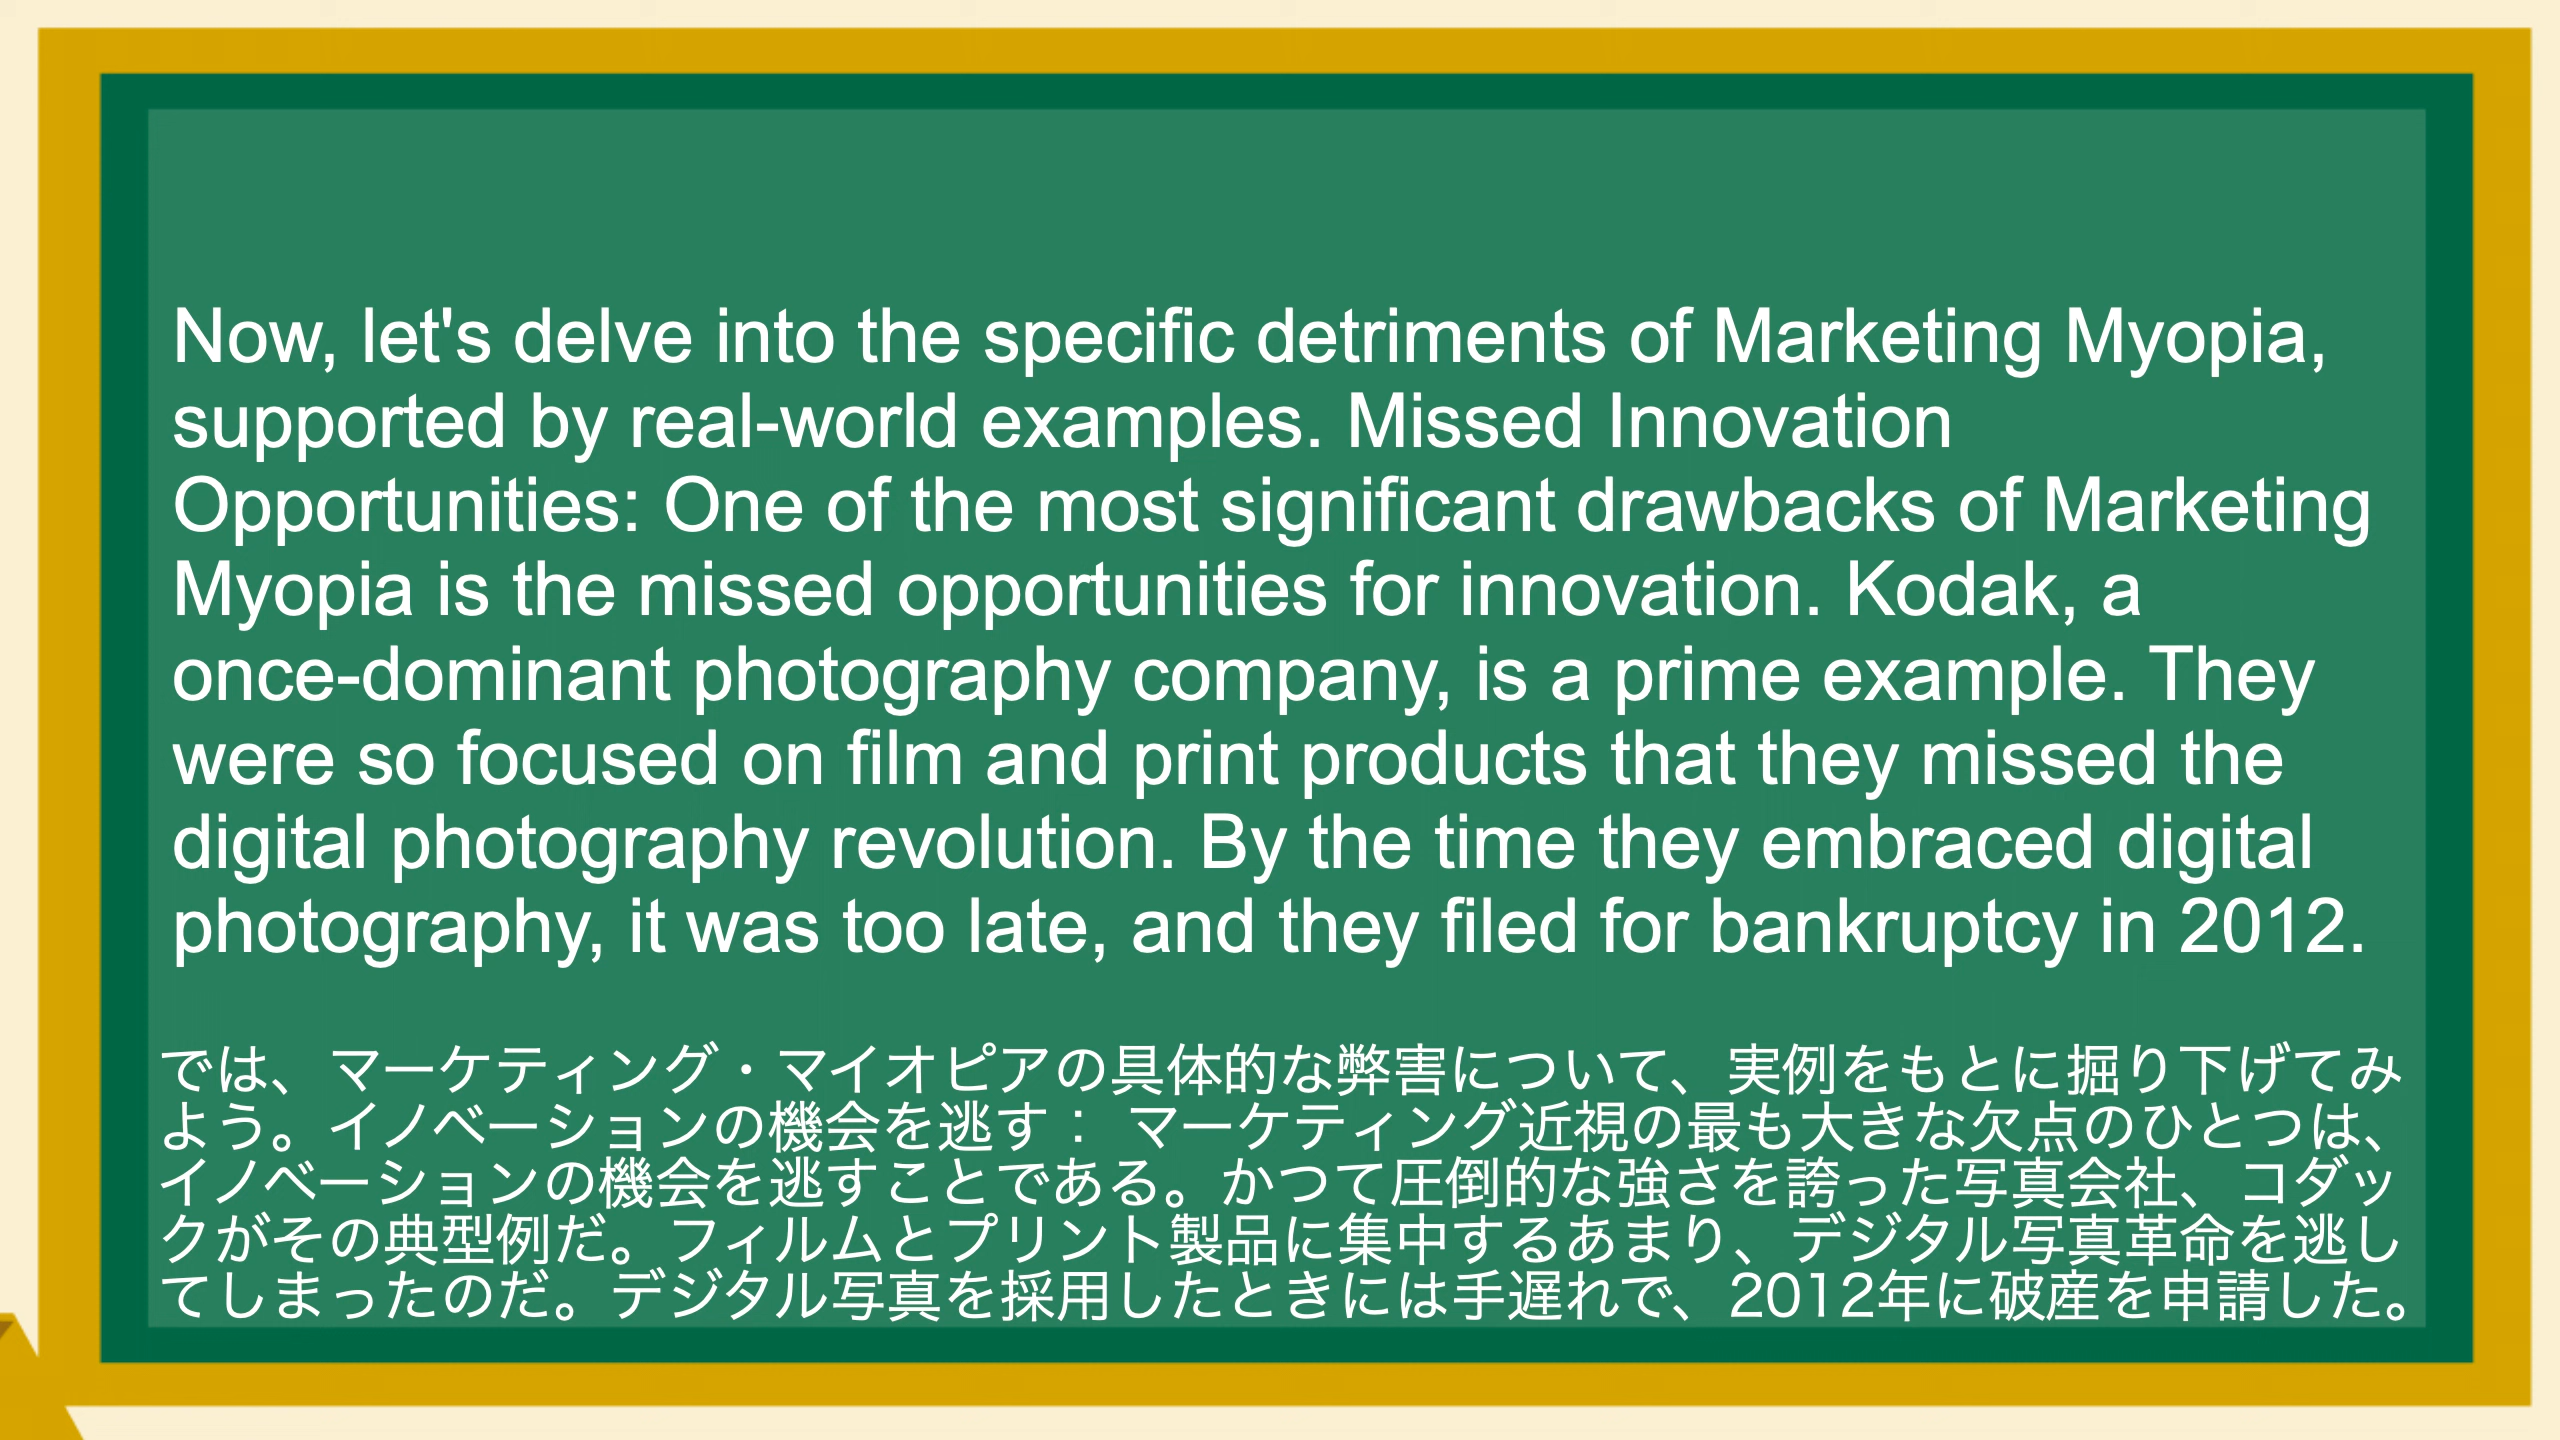 Now, let's delve into the specific detriments of Marketing Myopia,
supported by real-world examples. Missed Innovation
Opportunities: One of the most significant drawbacks of Marketing
Myopia is the missed opportunities for innovation. Kodak, a
once-dominant photography company, is a prime example. They
were so focused on film and print products that they missed the
digital photography revolution. By the time they embraced digital
photography, it was too late, and they filed for bankruptcy in 2012.
では、マーケティング・マイオピアの具体的な弊害について、実例をもとに掘り下げてみ
よう。イノベーションの機会を逃す： マーケティング近視の最も大きな欠点のひとつは、
イノベーションの機会を逃すことである。かつて圧倒的な強さを誇った写真会社、コダッ
クがその典型例だ。フィルムとプリント製品に集中するあまり、デジタル写真革命を逃し
てしまったのだ。デジタル写真を採用したときには手遅れで、2012年に破産を申請した。